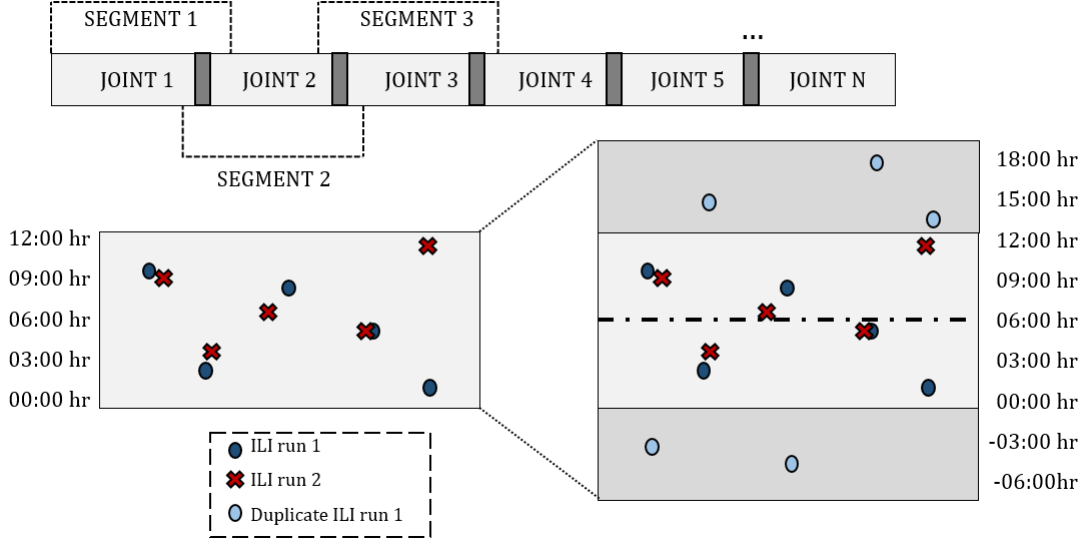 SEGMENT 1
SEGMENT 3
...
JOINT 1
JOINT 2
JOINT 3
JOINT 4
JOINT 5
JOINT N
SEGMENT 2
12:00 hr
09:00 hr
06:00 hr
03:00 hr
00:00 hr
18:00 hr
15:00 hr
12:00 hr
09:00 hr
06:00 hr
03:00 hr
00:00 hr
-03:00 hr
-06:00hr
ILI run 1
ILI run 2
Duplicate ILI run 1